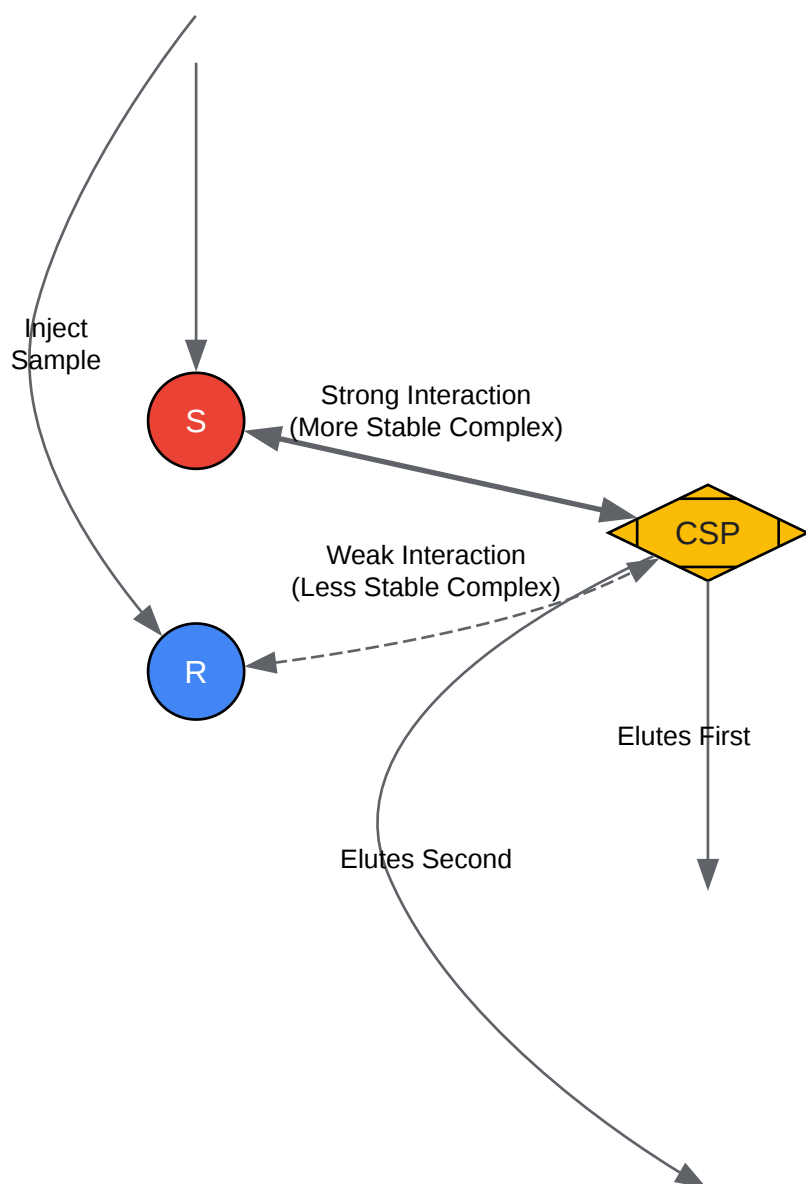 Inject
Sample
S
Strong Interaction
(More Stable Complex)
CSP
Weak Interaction
(Less Stable Complex)
R
Elutes First
Elutes Second